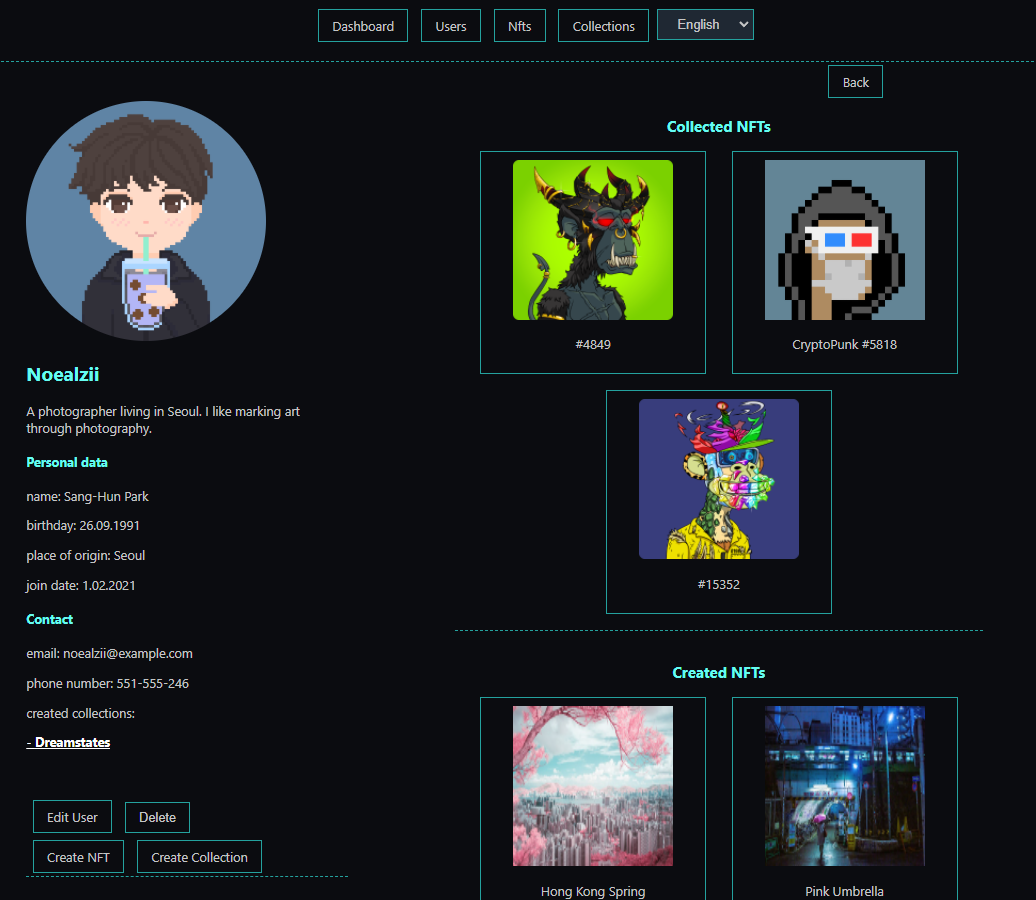 Dashboard
Users
Nfts
Collections
English
Back
Noealzii
A photographer living in Seoul. I like marking art
through photography.
Personal data
name: Sang-Hun Park
birthday: 26.09.1991
place of origin: Seoul
join date: 1.02.2021
Contact
email: noealzii@example.com
phone number: 551-555-246
created collections:
- Dreamstates
Edit User
Delete
Create NFT
Create Collection
Collected NFTs
#4849
CryptoPunk #5818
#15352
Created NFTs
Hong Kong Spring
Pink Umbrella